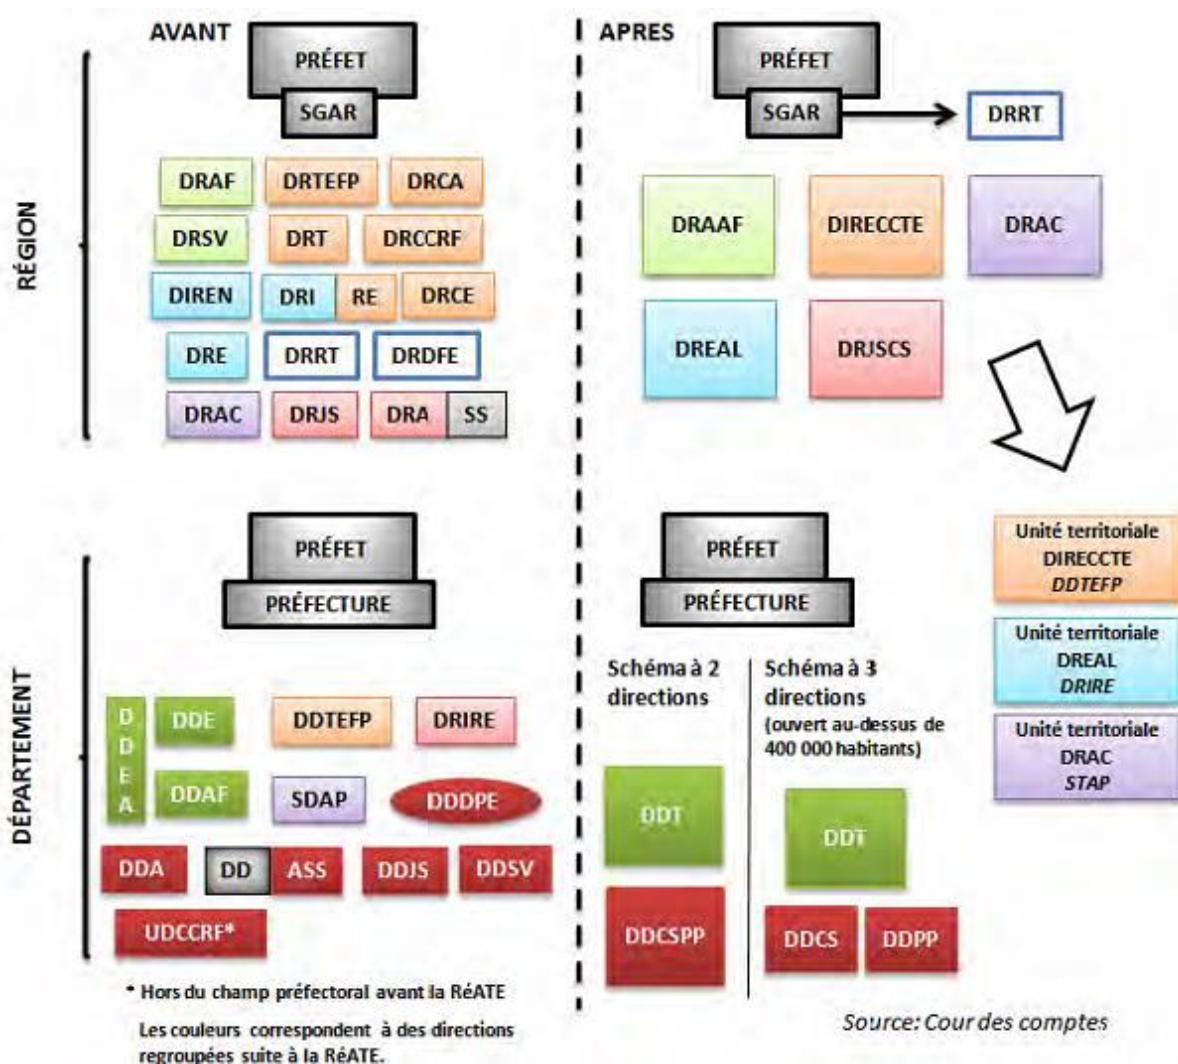 AVANT
PRÉFET
SGAR
RÉGION
DRAF DRTEFP DRCA
DRSV DRT DRCCRF
DIREN DRI RE DRCE
DRE DRRT DRDFE
DRAC DRJS DRA SS
APRES
PRÉFET
SGAR DRRT
DRAAF DIRECCTE DRAC
DREAL DRJSCS
DÉPARTEMENT
PRÉFET
PRÉFECTURE
DDEA DDE DDTEFP DRIRE
DDAF SDAP DDDPE
DDA DD ASS DDJS DDSV
UDCCRF*
* Hors du champ préfectoral avant la RéATE
Les couleurs correspondent à des directions
regroupées suite à la RéATE.
PRÉFET
PRÉFECTURE
Schéma à 2
directions
DDT
DDCSPP
Schéma à 3
directions
(ouvert au-dessus de
400 000 habitants)
DDT
DDCS DDPP
Unité territoriale
DIRECCTE
DDTEFP
Unité territoriale
DREAL
DRIRE
Unité territoriale
DRAC
STAP
Source: Cour des comptes